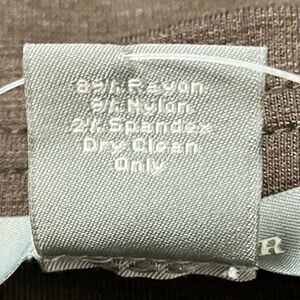 89% Rayon
9% Nylon
2% Spandex
Dry Clean
Only
R